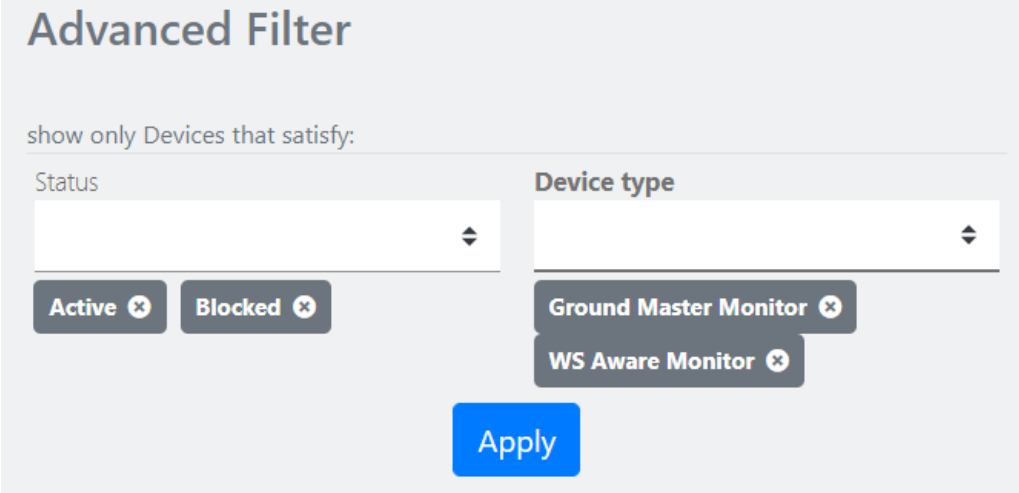 Advanced Filter
show only Devices that satisfy:
Status Device type
Active Blocked Ground Master Monitor
WS Aware Monitor
Apply